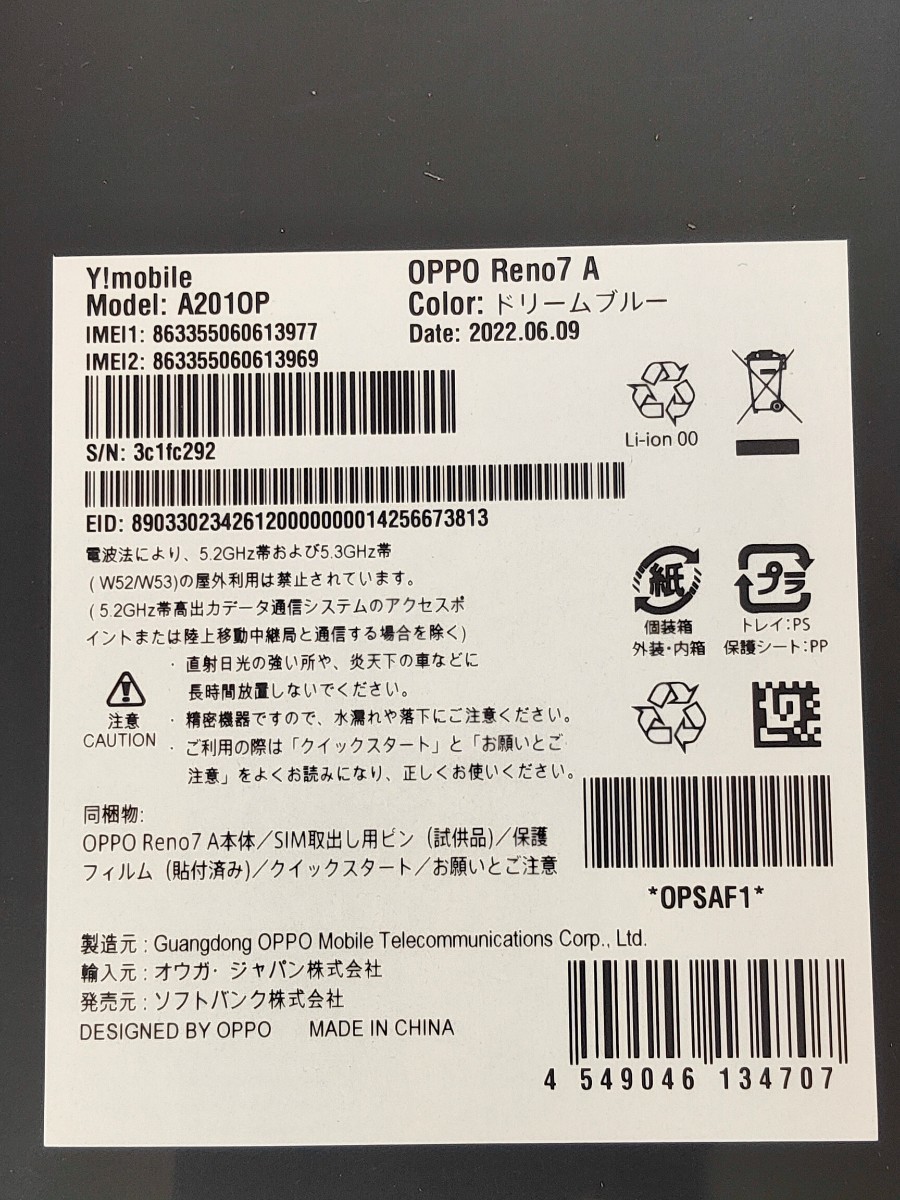 Y!mobile
OPPO Reno7 A
Model: A201OP
Color: ドリームブルー
IMEI1: 863355060613977
Date: 2022.06.09
IMEI2: 863355060613969
S/N: 3c1fc292
Li-ion 00
EID: 89033023426120000000014256673813
電波法により、5.2GHz帯および5.3GHz帯
( W52/W53)の屋外利用は禁止されています。
( 5.2GHz帯高出力データ通信システムのアクセスポ
イントまたは陸上移動中継局と通信する場合を除く)
紙
個装箱
外装・内箱
プラ
トレイ:PS
保護シート:PP
注意
CAUTION
・直射日光の強い所や、炎天下の車などに
長時間放置しないでください。
・精密機器ですので、水濡れや落下にご注意ください。
・ご利用の際は「クイックスタート」と「お願いとご
注意」をよくお読みになり、正しくお使いください。
同梱物:
OPPO Reno7 A本体／SIM取出し用ピン（試供品)／保護
フィルム（貼付済み)／クイックスタート／お願いとご注意
*OPSAF1*
製造元 : Guangdong OPPO Mobile Telecommunications Corp., Ltd.
輸入元 : オウガ・ジャパン株式会社
発売元 : ソフトバンク株式会社
DESIGNED BY OPPO MADE IN CHINA
4 549046 134707